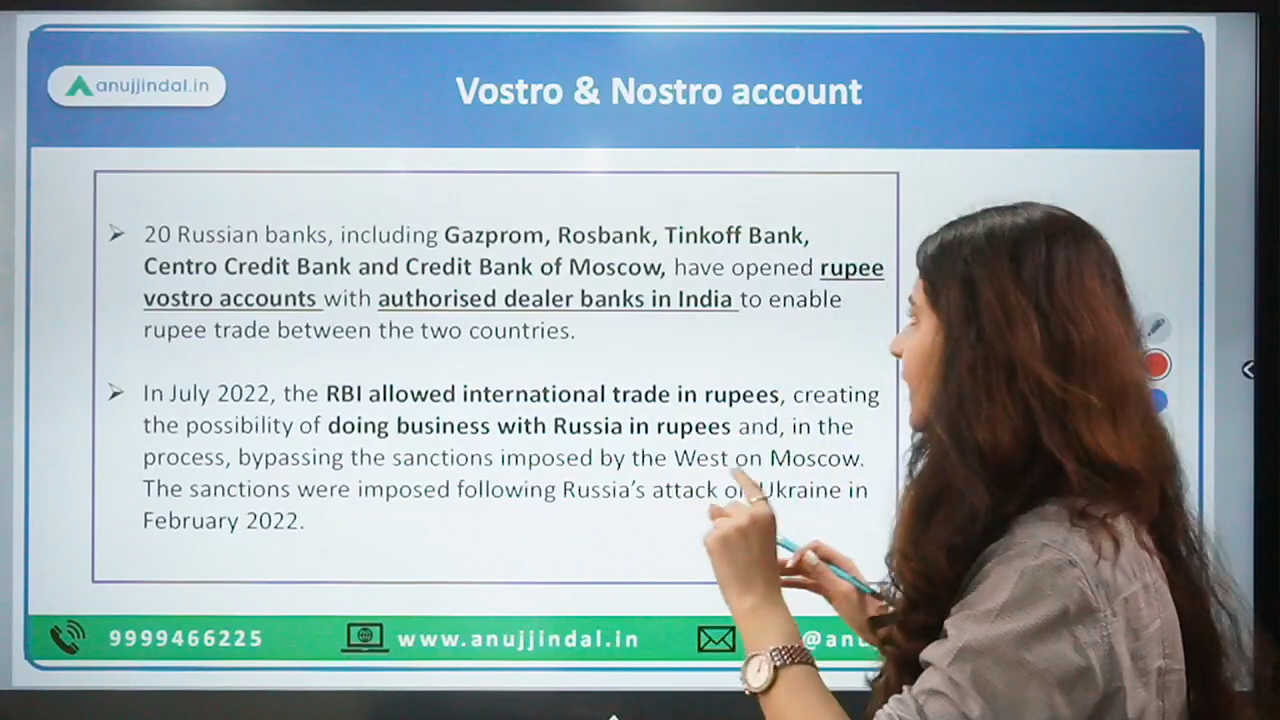 anujjindal.in
Vostro & Nostro account
20 Russian banks, including Gazprom, Rosbank, Tinkoff Bank,
Centro Credit Bank and Credit Bank of Moscow, have opened rupee
vostro accounts with authorised dealer banks in India to enable
rupee trade between the two countries.
In July 2022, the RBI allowed international trade in rupees, creating
the possibility of doing business with Russia in rupees and, in the
process, bypassing the sanctions imposed by the West on Moscow.
The sanctions were imposed following Russia’s attack Ukraine in
February 2022.
9999466225
www.anujjindal.in